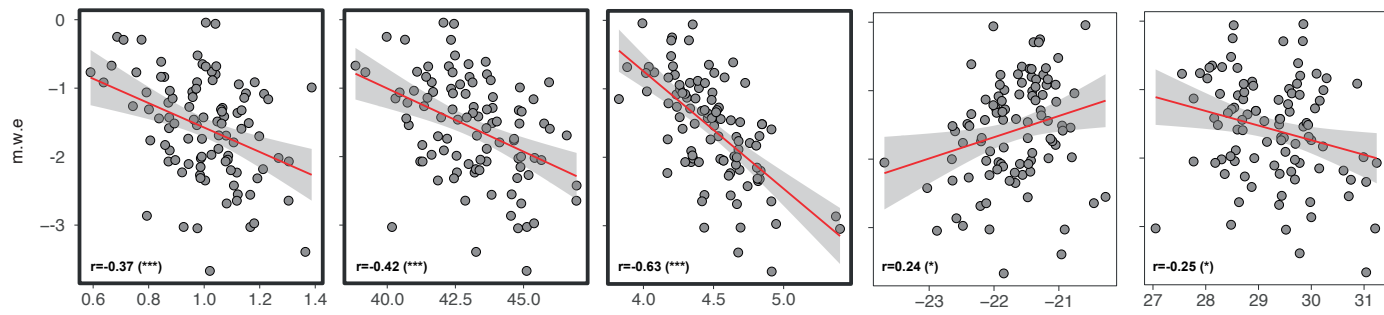 0
−1
−2
−3
m.w.e
r=-0.37 (***)
r=-0.42 (***)
r=-0.63 (***)
r=0.24 (*)
r=-0.25 (*)
0.6 0.8 1.0 1.2 1.4
40.0 42.5 45.0
4.0 4.5 5.0
−23 −22 −21
27 28 29 30 31